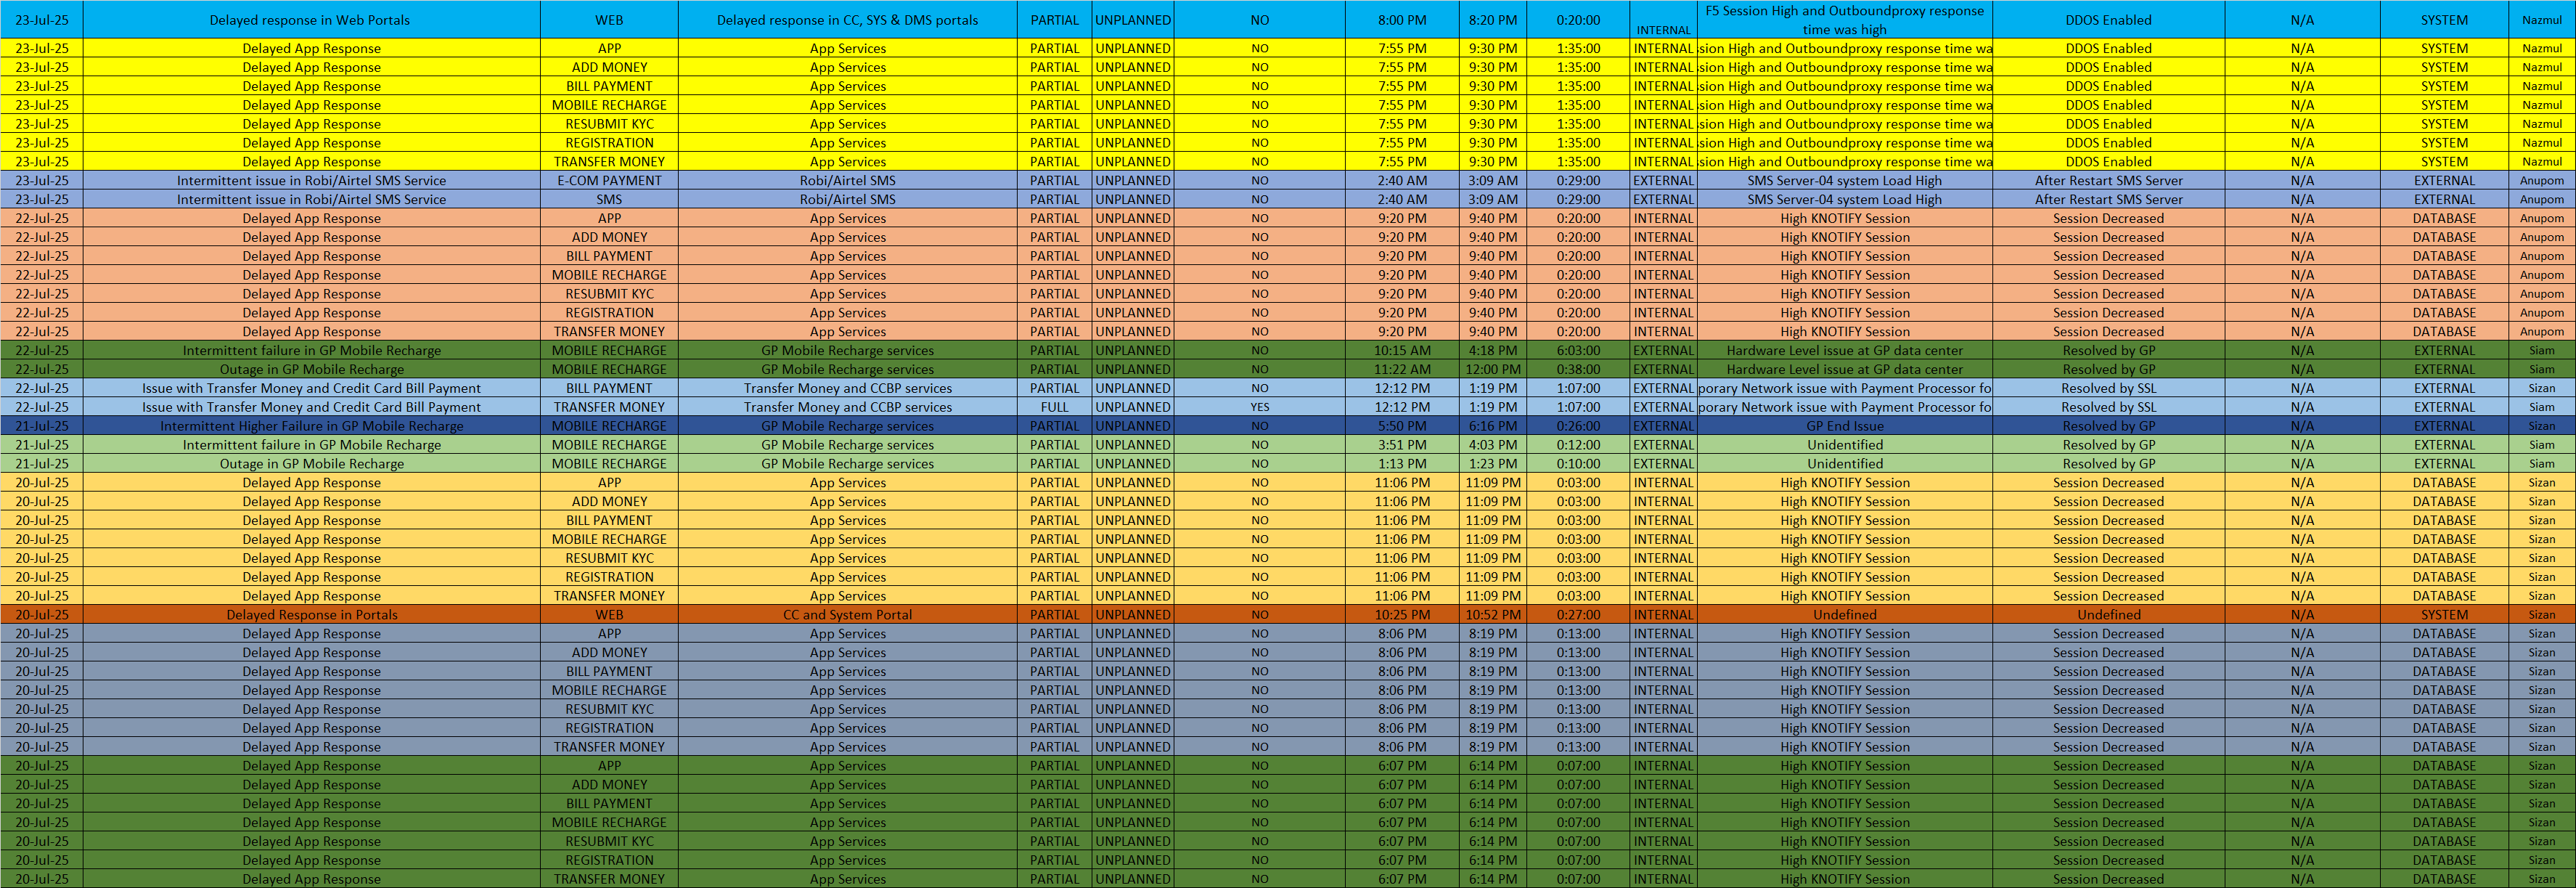 23-Jul-25 Delayed response in Web Portals WEB Delayed response in CC, SYS & DMS portals PARTIAL UNPLANNED NO 8:00 PM 8:20 PM 0:20:00 INTERNAL F5 Session High and Outboundproxy response time was high DDOS Enabled N/A SYSTEM Nazmul
23-Jul-25 Delayed App Response APP App Services PARTIAL UNPLANNED NO 7:55 PM 9:30 PM 1:35:00 INTERNAL ssion High and Outboundproxy response time wa DDOS Enabled N/A SYSTEM Nazmul
23-Jul-25 Delayed App Response ADD MONEY App Services PARTIAL UNPLANNED NO 7:55 PM 9:30 PM 1:35:00 INTERNAL ssion High and Outboundproxy response time wa DDOS Enabled N/A SYSTEM Nazmul
23-Jul-25 Delayed App Response BILL PAYMENT App Services PARTIAL UNPLANNED NO 7:55 PM 9:30 PM 1:35:00 INTERNAL ssion High and Outboundproxy response time wa DDOS Enabled N/A SYSTEM Nazmul
23-Jul-25 Delayed App Response MOBILE RECHARGE App Services PARTIAL UNPLANNED NO 7:55 PM 9:30 PM 1:35:00 INTERNAL ssion High and Outboundproxy response time wa DDOS Enabled N/A SYSTEM Nazmul
23-Jul-25 Delayed App Response RESUBMIT KYC App Services PARTIAL UNPLANNED NO 7:55 PM 9:30 PM 1:35:00 INTERNAL ssion High and Outboundproxy response time wa DDOS Enabled N/A SYSTEM Nazmul
23-Jul-25 Delayed App Response REGISTRATION App Services PARTIAL UNPLANNED NO 7:55 PM 9:30 PM 1:35:00 INTERNAL ssion High and Outboundproxy response time wa DDOS Enabled N/A SYSTEM Nazmul
23-Jul-25 Delayed App Response TRANSFER MONEY App Services PARTIAL UNPLANNED NO 7:55 PM 9:30 PM 1:35:00 INTERNAL ssion High and Outboundproxy response time wa DDOS Enabled N/A SYSTEM Nazmul
23-Jul-25 Intermittent issue in Robi/Airtel SMS Service E-COM PAYMENT Robi/Airtel SMS PARTIAL UNPLANNED NO 2:40 AM 3:09 AM 0:29:00 EXTERNAL SMS Server-04 system Load High After Restart SMS Server N/A EXTERNAL Anupom
23-Jul-25 Intermittent issue in Robi/Airtel SMS Service SMS Robi/Airtel SMS PARTIAL UNPLANNED NO 2:40 AM 3:09 AM 0:29:00 EXTERNAL SMS Server-04 system Load High After Restart SMS Server N/A EXTERNAL Anupom
22-Jul-25 Delayed App Response APP App Services PARTIAL UNPLANNED NO 9:20 PM 9:40 PM 0:20:00 INTERNAL High KNOTIFY Session Session Decreased N/A DATABASE Anupom
22-Jul-25 Delayed App Response ADD MONEY App Services PARTIAL UNPLANNED NO 9:20 PM 9:40 PM 0:20:00 INTERNAL High KNOTIFY Session Session Decreased N/A DATABASE Anupom
22-Jul-25 Delayed App Response BILL PAYMENT App Services PARTIAL UNPLANNED NO 9:20 PM 9:40 PM 0:20:00 INTERNAL High KNOTIFY Session Session Decreased N/A DATABASE Anupom
22-Jul-25 Delayed App Response MOBILE RECHARGE App Services PARTIAL UNPLANNED NO 9:20 PM 9:40 PM 0:20:00 INTERNAL High KNOTIFY Session Session Decreased N/A DATABASE Anupom
22-Jul-25 Delayed App Response RESUBMIT KYC App Services PARTIAL UNPLANNED NO 9:20 PM 9:40 PM 0:20:00 INTERNAL High KNOTIFY Session Session Decreased N/A DATABASE Anupom
22-Jul-25 Delayed App Response REGISTRATION App Services PARTIAL UNPLANNED NO 9:20 PM 9:40 PM 0:20:00 INTERNAL High KNOTIFY Session Session Decreased N/A DATABASE Anupom
22-Jul-25 Delayed App Response TRANSFER MONEY App Services PARTIAL UNPLANNED NO 9:20 PM 9:40 PM 0:20:00 INTERNAL High KNOTIFY Session Session Decreased N/A DATABASE Anupom
22-Jul-25 Intermittent failure in GP Mobile Recharge MOBILE RECHARGE GP Mobile Recharge services PARTIAL UNPLANNED NO 10:15 AM 4:18 PM 6:03:00 EXTERNAL Hardware Level issue at GP data center Resolved by GP N/A EXTERNAL Siam
22-Jul-25 Outage in GP Mobile Recharge MOBILE RECHARGE GP Mobile Recharge services PARTIAL UNPLANNED NO 11:22 AM 12:00 PM 0:38:00 EXTERNAL Hardware Level issue at GP data center Resolved by GP N/A EXTERNAL Siam
22-Jul-25 Issue with Transfer Money and Credit Card Bill Payment BILL PAYMENT Transfer Money and CCBP services PARTIAL UNPLANNED NO 12:12 PM 1:19 PM 1:07:00 EXTERNAL porary Network issue with Payment Processor fo Resolved by SSL N/A EXTERNAL Sizan
22-Jul-25 Issue with Transfer Money and Credit Card Bill Payment TRANSFER MONEY Transfer Money and CCBP services FULL UNPLANNED YES 12:12 PM 1:19 PM 1:07:00 EXTERNAL porary Network issue with Payment Processor fo Resolved by SSL N/A EXTERNAL Siam
21-Jul-25 Intermittent Higher Failure in GP Mobile Recharge MOBILE RECHARGE GP Mobile Recharge services PARTIAL UNPLANNED NO 5:50 PM 6:16 PM 0:26:00 EXTERNAL GP End Issue Resolved by GP N/A EXTERNAL Sizan
21-Jul-25 Intermittent failure in GP Mobile Recharge MOBILE RECHARGE GP Mobile Recharge services PARTIAL UNPLANNED NO 3:51 PM 4:03 PM 0:12:00 EXTERNAL Unidentified Resolved by GP N/A EXTERNAL Siam
21-Jul-25 Outage in GP Mobile Recharge MOBILE RECHARGE GP Mobile Recharge services PARTIAL UNPLANNED NO 1:13 PM 1:23 PM 0:10:00 EXTERNAL Unidentified Resolved by GP N/A EXTERNAL Siam
20-Jul-25 Delayed App Response APP App Services PARTIAL UNPLANNED NO 11:06 PM 11:09 PM 0:03:00 INTERNAL High KNOTIFY Session Session Decreased N/A DATABASE Sizan
20-Jul-25 Delayed App Response ADD MONEY App Services PARTIAL UNPLANNED NO 11:06 PM 11:09 PM 0:03:00 INTERNAL High KNOTIFY Session Session Decreased N/A DATABASE Sizan
20-Jul-25 Delayed App Response BILL PAYMENT App Services PARTIAL UNPLANNED NO 11:06 PM 11:09 PM 0:03:00 INTERNAL High KNOTIFY Session Session Decreased N/A DATABASE Sizan
20-Jul-25 Delayed App Response MOBILE RECHARGE App Services PARTIAL UNPLANNED NO 11:06 PM 11:09 PM 0:03:00 INTERNAL High KNOTIFY Session Session Decreased N/A DATABASE Sizan
20-Jul-25 Delayed App Response RESUBMIT KYC App Services PARTIAL UNPLANNED NO 11:06 PM 11:09 PM 0:03:00 INTERNAL High KNOTIFY Session Session Decreased N/A DATABASE Sizan
20-Jul-25 Delayed App Response REGISTRATION App Services PARTIAL UNPLANNED NO 11:06 PM 11:09 PM 0:03:00 INTERNAL High KNOTIFY Session Session Decreased N/A DATABASE Sizan
20-Jul-25 Delayed App Response TRANSFER MONEY App Services PARTIAL UNPLANNED NO 11:06 PM 11:09 PM 0:03:00 INTERNAL High KNOTIFY Session Session Decreased N/A DATABASE Sizan
20-Jul-25 Delayed Response in Portals WEB CC and System Portal PARTIAL UNPLANNED NO 10:25 PM 10:52 PM 0:27:00 INTERNAL Undefined Undefined N/A SYSTEM Sizan
20-Jul-25 Delayed App Response APP App Services PARTIAL UNPLANNED NO 8:06 PM 8:19 PM 0:13:00 INTERNAL High KNOTIFY Session Session Decreased N/A DATABASE Sizan
20-Jul-25 Delayed App Response ADD MONEY App Services PARTIAL UNPLANNED NO 8:06 PM 8:19 PM 0:13:00 INTERNAL High KNOTIFY Session Session Decreased N/A DATABASE Sizan
20-Jul-25 Delayed App Response BILL PAYMENT App Services PARTIAL UNPLANNED NO 8:06 PM 8:19 PM 0:13:00 INTERNAL High KNOTIFY Session Session Decreased N/A DATABASE Sizan
20-Jul-25 Delayed App Response MOBILE RECHARGE App Services PARTIAL UNPLANNED NO 8:06 PM 8:19 PM 0:13:00 INTERNAL High KNOTIFY Session Session Decreased N/A DATABASE Sizan
20-Jul-25 Delayed App Response RESUBMIT KYC App Services PARTIAL UNPLANNED NO 8:06 PM 8:19 PM 0:13:00 INTERNAL High KNOTIFY Session Session Decreased N/A DATABASE Sizan
20-Jul-25 Delayed App Response REGISTRATION App Services PARTIAL UNPLANNED NO 8:06 PM 8:19 PM 0:13:00 INTERNAL High KNOTIFY Session Session Decreased N/A DATABASE Sizan
20-Jul-25 Delayed App Response TRANSFER MONEY App Services PARTIAL UNPLANNED NO 8:06 PM 8:19 PM 0:13:00 INTERNAL High KNOTIFY Session Session Decreased N/A DATABASE Sizan
20-Jul-25 Delayed App Response APP App Services PARTIAL UNPLANNED NO 6:07 PM 6:14 PM 0:07:00 INTERNAL High KNOTIFY Session Session Decreased N/A DATABASE Sizan
20-Jul-25 Delayed App Response ADD MONEY App Services PARTIAL UNPLANNED NO 6:07 PM 6:14 PM 0:07:00 INTERNAL High KNOTIFY Session Session Decreased N/A DATABASE Sizan
20-Jul-25 Delayed App Response BILL PAYMENT App Services PARTIAL UNPLANNED NO 6:07 PM 6:14 PM 0:07:00 INTERNAL High KNOTIFY Session Session Decreased N/A DATABASE Sizan
20-Jul-25 Delayed App Response MOBILE RECHARGE App Services PARTIAL UNPLANNED NO 6:07 PM 6:14 PM 0:07:00 INTERNAL High KNOTIFY Session Session Decreased N/A DATABASE Sizan
20-Jul-25 Delayed App Response RESUBMIT KYC App Services PARTIAL UNPLANNED NO 6:07 PM 6:14 PM 0:07:00 INTERNAL High KNOTIFY Session Session Decreased N/A DATABASE Sizan
20-Jul-25 Delayed App Response REGISTRATION App Services PARTIAL UNPLANNED NO 6:07 PM 6:14 PM 0:07:00 INTERNAL High KNOTIFY Session Session Decreased N/A DATABASE Sizan
20-Jul-25 Delayed App Response TRANSFER MONEY App Services PARTIAL UNPLANNED NO 6:07 PM 6:14 PM 0:07:00 INTERNAL High KNOTIFY Session Session Decreased N/A DATABASE Sizan